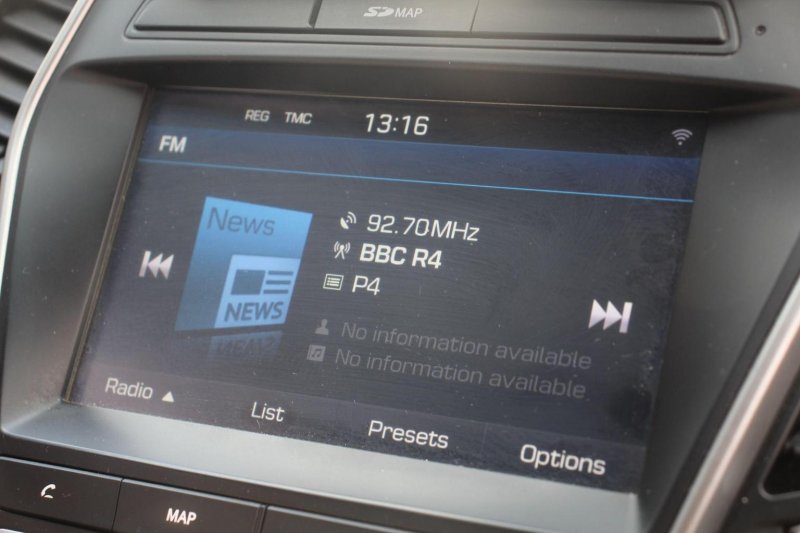 SD MAP
REG TMC 13:16
FM
News
NEWS
92.70MHz
BBC R4
P4
No information available
No information available
Radio ▲
List
Presets
Options
MAP